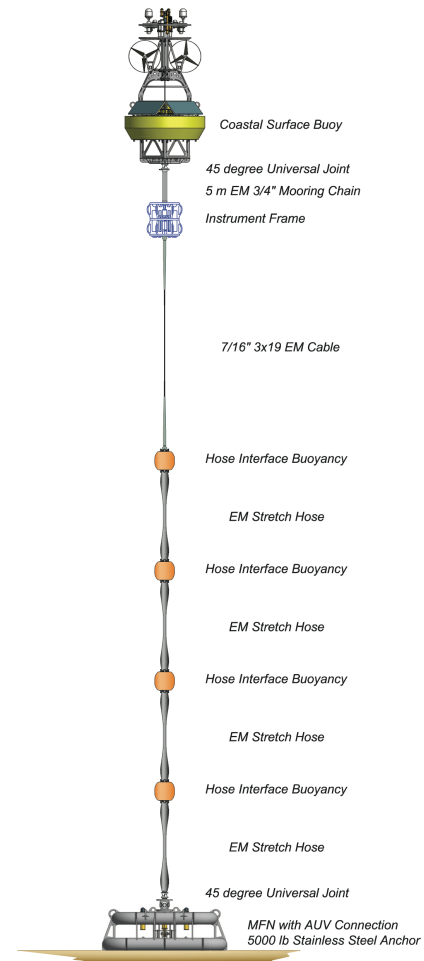 Coastal Surface Buoy
45 degree Universal Joint
5 m EM 3/4" Mooring Chain
Instrument Frame
7/16" 3x19 EM Cable
Hose Interface Buoyancy
EM Stretch Hose
Hose Interface Buoyancy
EM Stretch Hose
Hose Interface Buoyancy
EM Stretch Hose
Hose Interface Buoyancy
EM Stretch Hose
45 degree Universal Joint
MFN with AUV Connection
5000 lb Stainless Steel Anchor